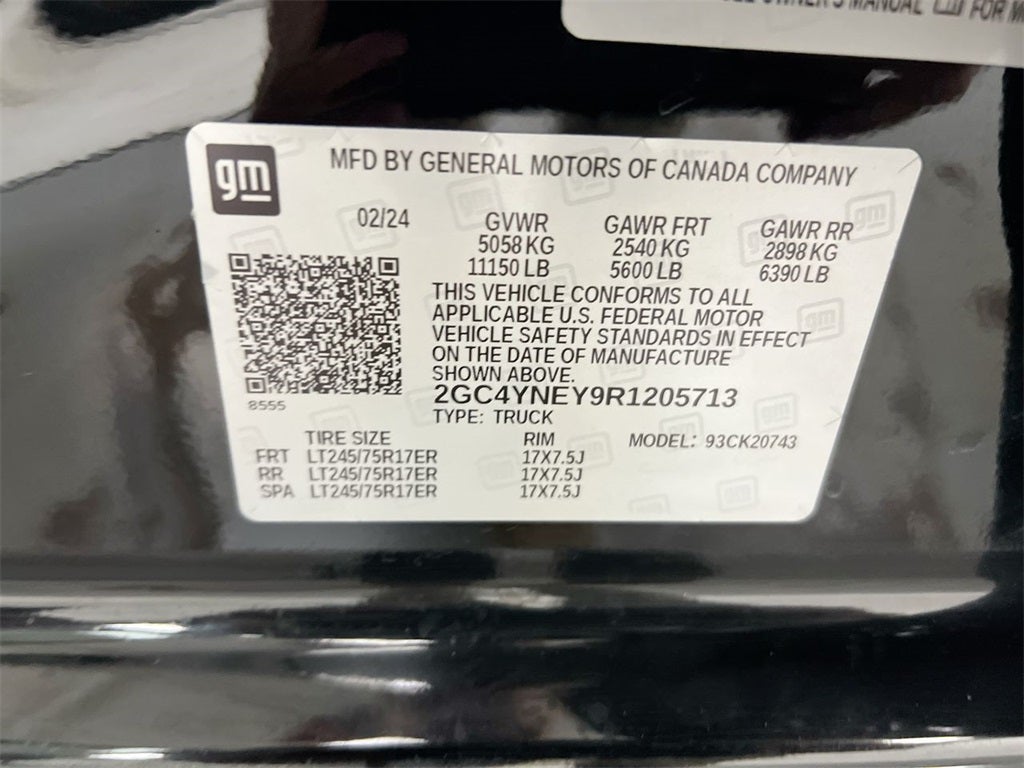 OWNER'S MANUAL FOR
gm
MFD BY GENERAL MOTORS OF CANADA COMPANY
02/24 GVWR GAWR FRT GAWR RR
5058 KG 2540 KG 2898 KG
11150 LB 5600 LB 6390 LB
THIS VEHICLE CONFORMS TO ALL
APPLICABLE U.S. FEDERAL MOTOR
VEHICLE SAFETY STANDARDS IN EFFECT
ON THE DATE OF MANUFACTURE
SHOWN ABOVE.
8555
2GC4YNEY9R1205713
TYPE: TRUCK
TIRE SIZE RIM MODEL: 93CK20743
FRT LT245/75R17ER 17X7.5J
RR LT245/75R17ER 17X7.5J
SPA LT245/75R17ER 17X7.5J